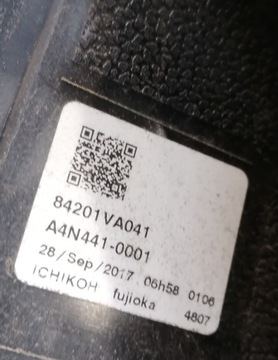 84201VA041
A4N441-0001
28/Sep/2017 06h58 0106
ICHIKOH fujioka 4807